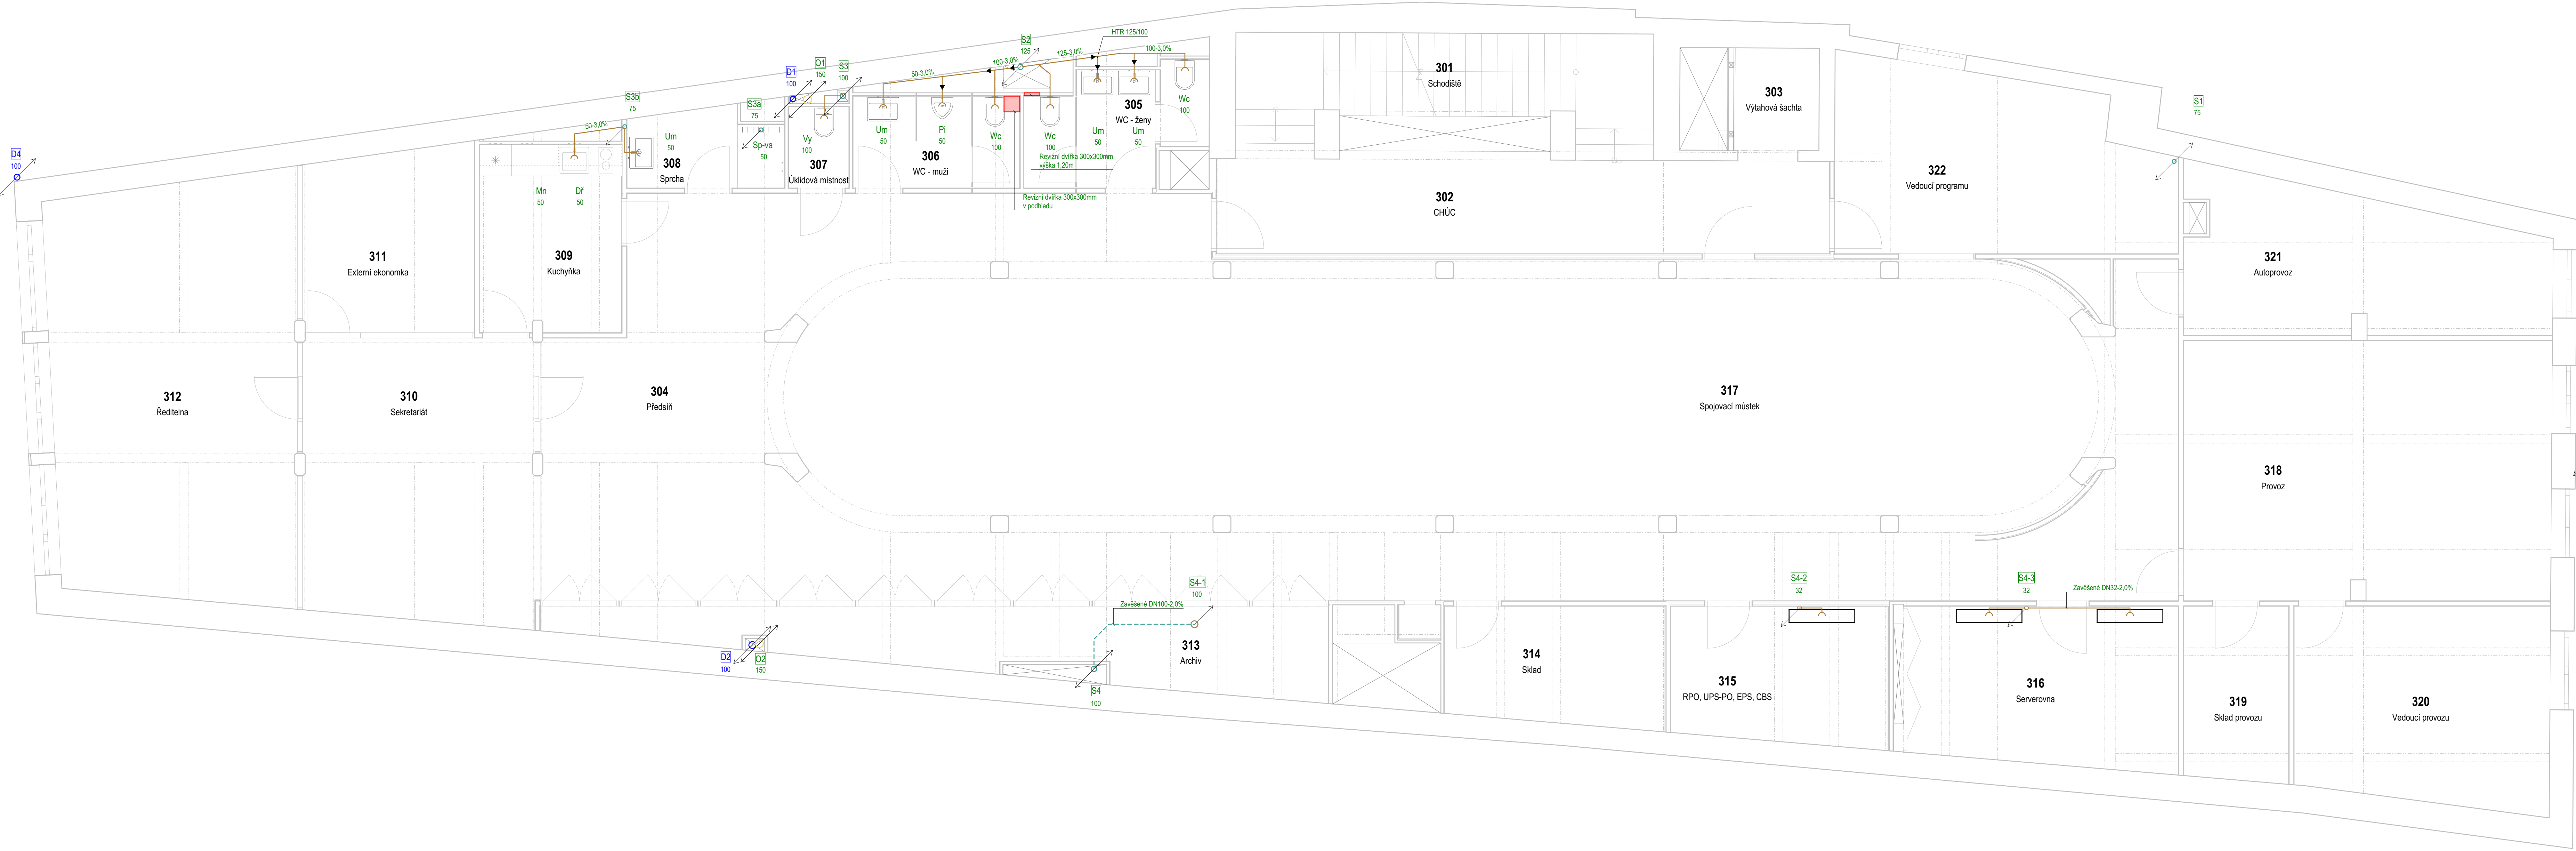 HTR 125/100
S2
125
125-3,0%
100-3,0%
100-3,0%
50-3,0%
O1
150
S3
100
D1
100
S3b
75
S3a
75
50-3,0%
D4
100
S1
75
301
Schodiště
303
Výtahová šachta
Wc
100
305
WC - ženy
Um
50
Um
50
Um
50
308
Sprcha
Sp-va
50
Vy
100
307
Úklidová místnost
Um
50
Pi
50
306
WC - muži
Wc
100
Wc
100
Revizní dvířka 300x300mm
výška 1,20m
Revizní dvířka 300x300mm
v podhledu
Mn
50
Dř
50
302
CHÚC
322
Vedoucí programu
311
Externí ekonomka
309
Kuchyňka
321
Autoprovoz
312
Ředitelna
310
Sekretariát
304
Předsíň
317
Spojovací můstek
318
Provoz
S4-1
100
Zavěšené DN100-2,0%
S4-2
32
S4-3
32
Zavěšené DN32-2,0%
D2
100
O2
150
313
Archiv
S4
100
314
Sklad
315
RPO, UPS-PO, EPS, CBS
316
Serverovna
319
Sklad provozu
320
Vedoucí provozu